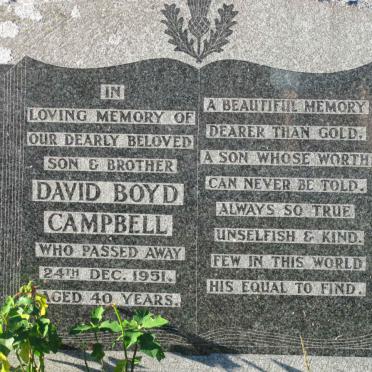 IN
LOVING MEMORY OF
OUR DEARLY BELOVED
SON & BROTHER
DAVID BOYD
CAMPBELL
WHO PASSED AWAY
24TH DEC. 1951.
AGED 40 YEARS.
A BEAUTIFUL MEMORY
DEARER THAN GOLD.
A SON WHOSE WORTH
CAN NEVER BE TOLD.
ALWAYS SO TRUE
UNSELFISH & KIND.
FEW IN THIS WORLD
HIS EQUAL TO FIND.